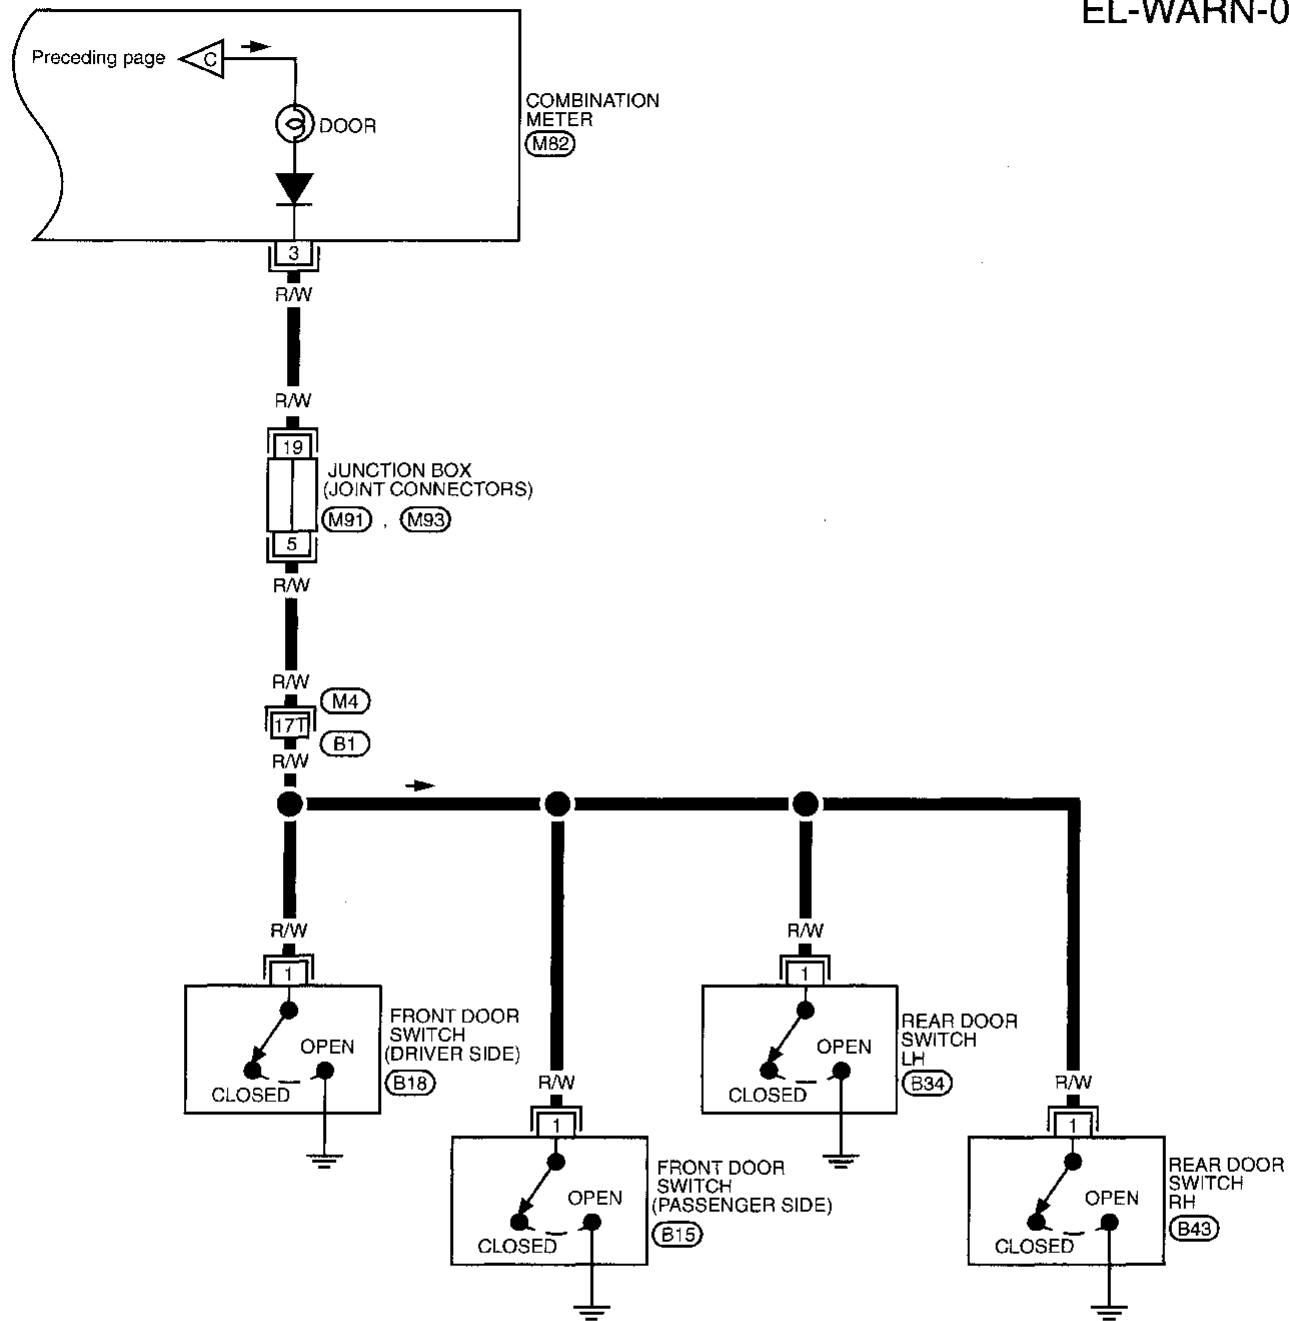 EL-WARN-0
Preceding page
C
DOOR
COMBINATION
METER
M82
3
R/W
R/W
19
JUNCTION BOX
(JOINT CONNECTORS)
M91 , M93
5
R/W
R/W
M4
17T
B1
R/W
R/W
1
FRONT DOOR
SWITCH
(DRIVER SIDE)
B18
OPEN
CLOSED
R/W
1
FRONT DOOR
SWITCH
(PASSENGER SIDE)
B15
OPEN
CLOSED
R/W
1
REAR DOOR
SWITCH
LH
B34
OPEN
CLOSED
R/W
1
REAR DOOR
SWITCH
RH
B43
OPEN
CLOSED